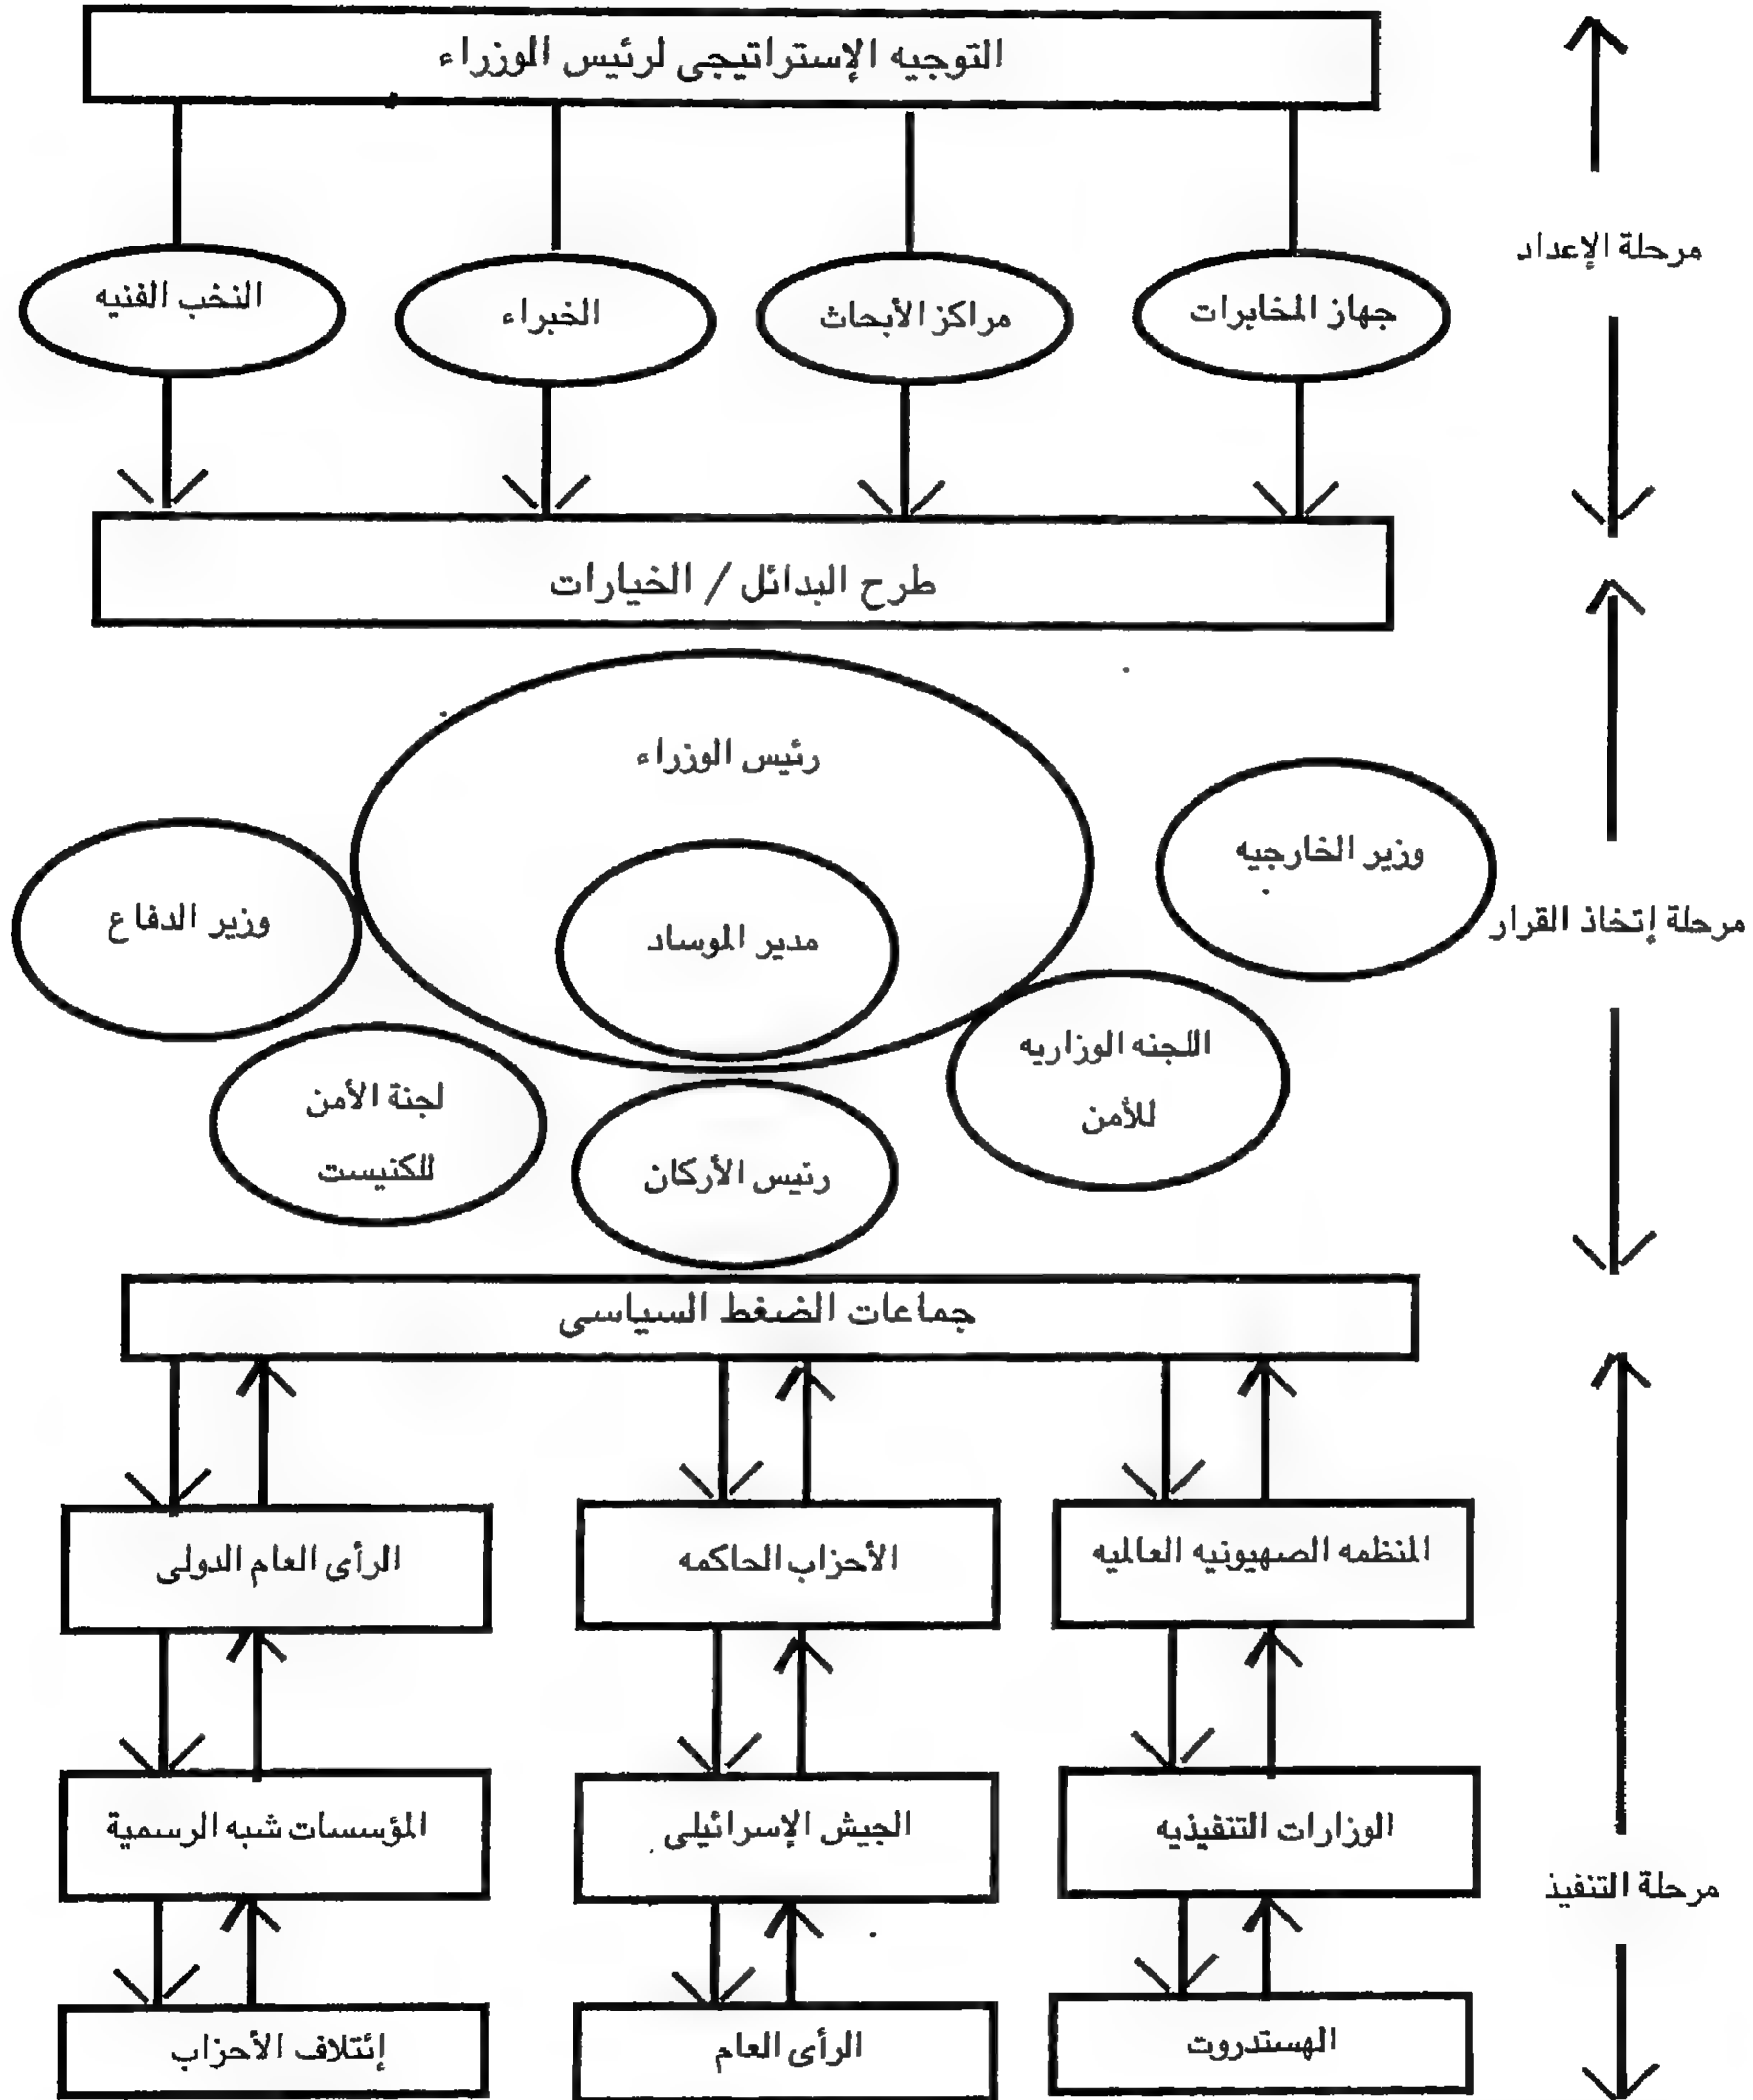 التوجيه الإستراتيجى لرئيس الوزراء
مرحلة الإعداد
جهاز المخابرات
مراكز الأبحاث
الخبراء
النخب الفنيه
طرح البدائل / الخيارات
رئيس الوزراء
وزير الخارجيه
مرحلة إتخاذ القرار
مدير الموساد
وزير الدفاع
اللجنه الوزاريه
للأمن
لجنة الأمن
للكنيست
رئيس الأركان
جماعات الضغط السياسى
المنظمه الصهيونيه العالميه
الأحزاب الحاكمه
الرأى العام الدولى
الوزارات التنفيذيه
الجيش الإسرائيلى
المؤسسات شبه الرسمية
مرحلة التنفيذ
الهستدروت
الرأى العام
إئتلاف الأحزاب